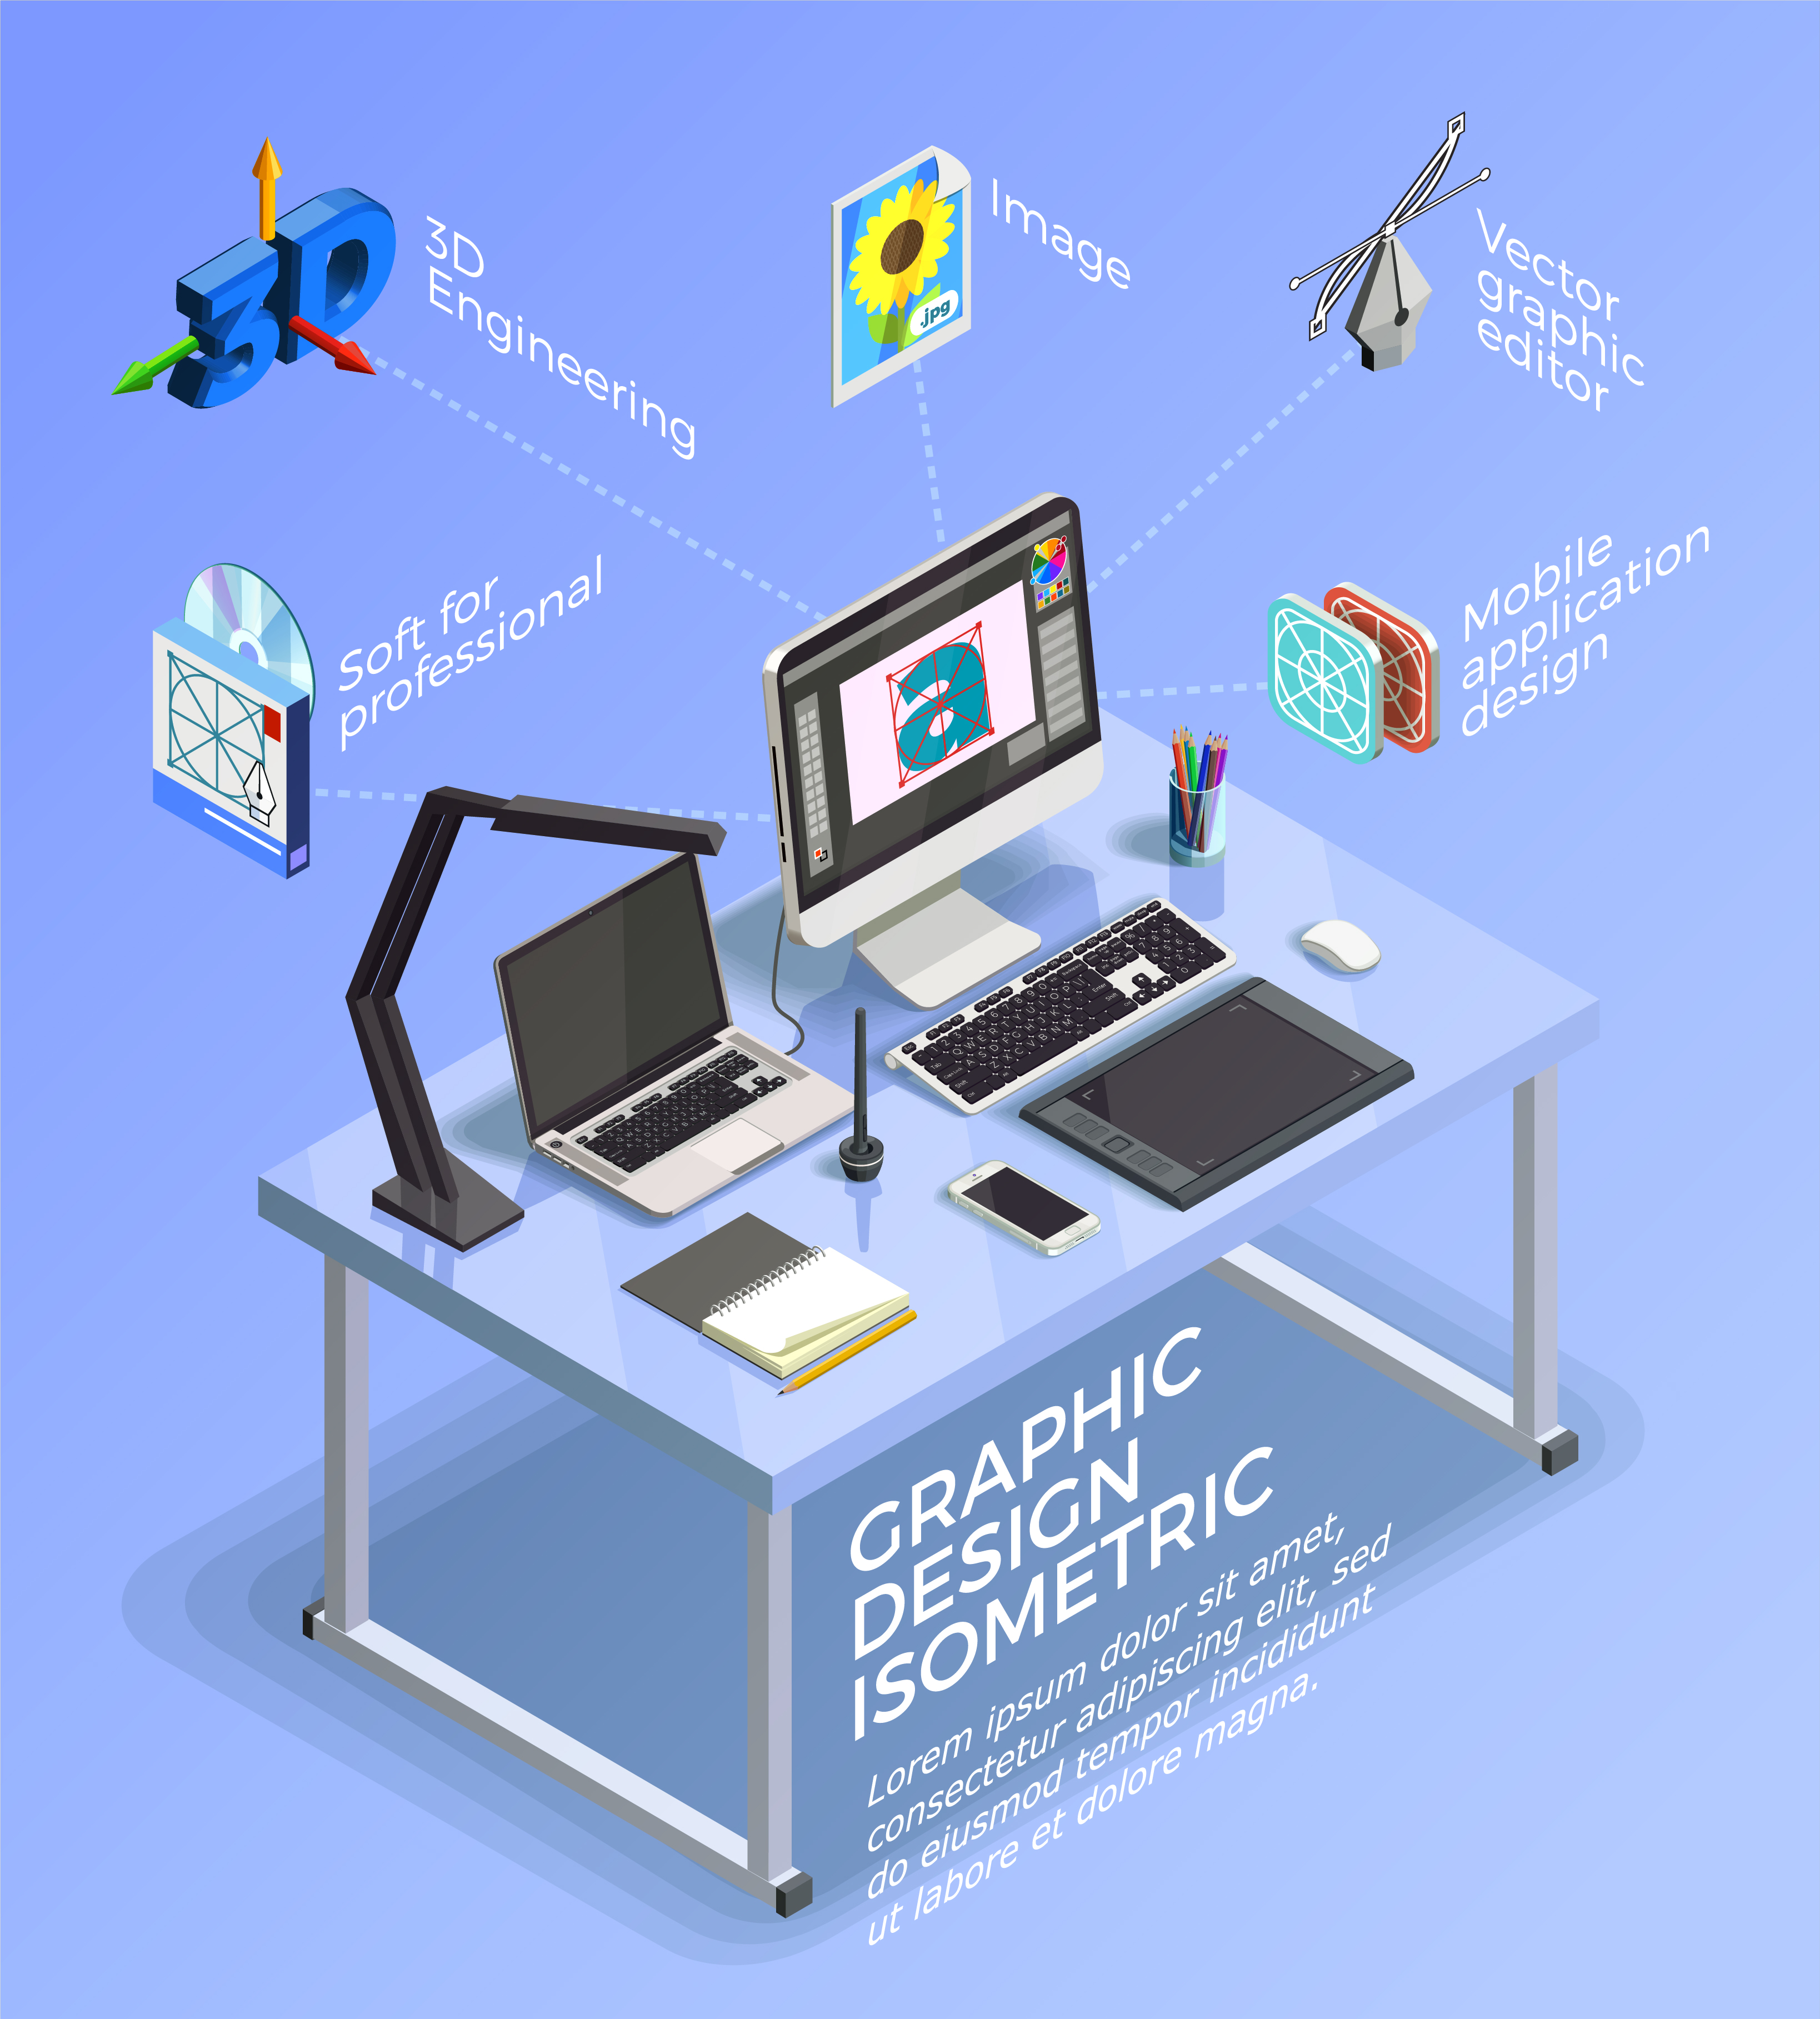 3D
3D
Engineering
.jpg
Image
Vector
graphic
editor
Soft for
professional
Mobile
application
design
a
GRAPHIC
DESIGN
ISOMETRIC
Lorem ipsum dolor sit amet,
consectetur adipiscing elit, sed
do eiusmod tempor incididunt
ut labore et dolore magna.